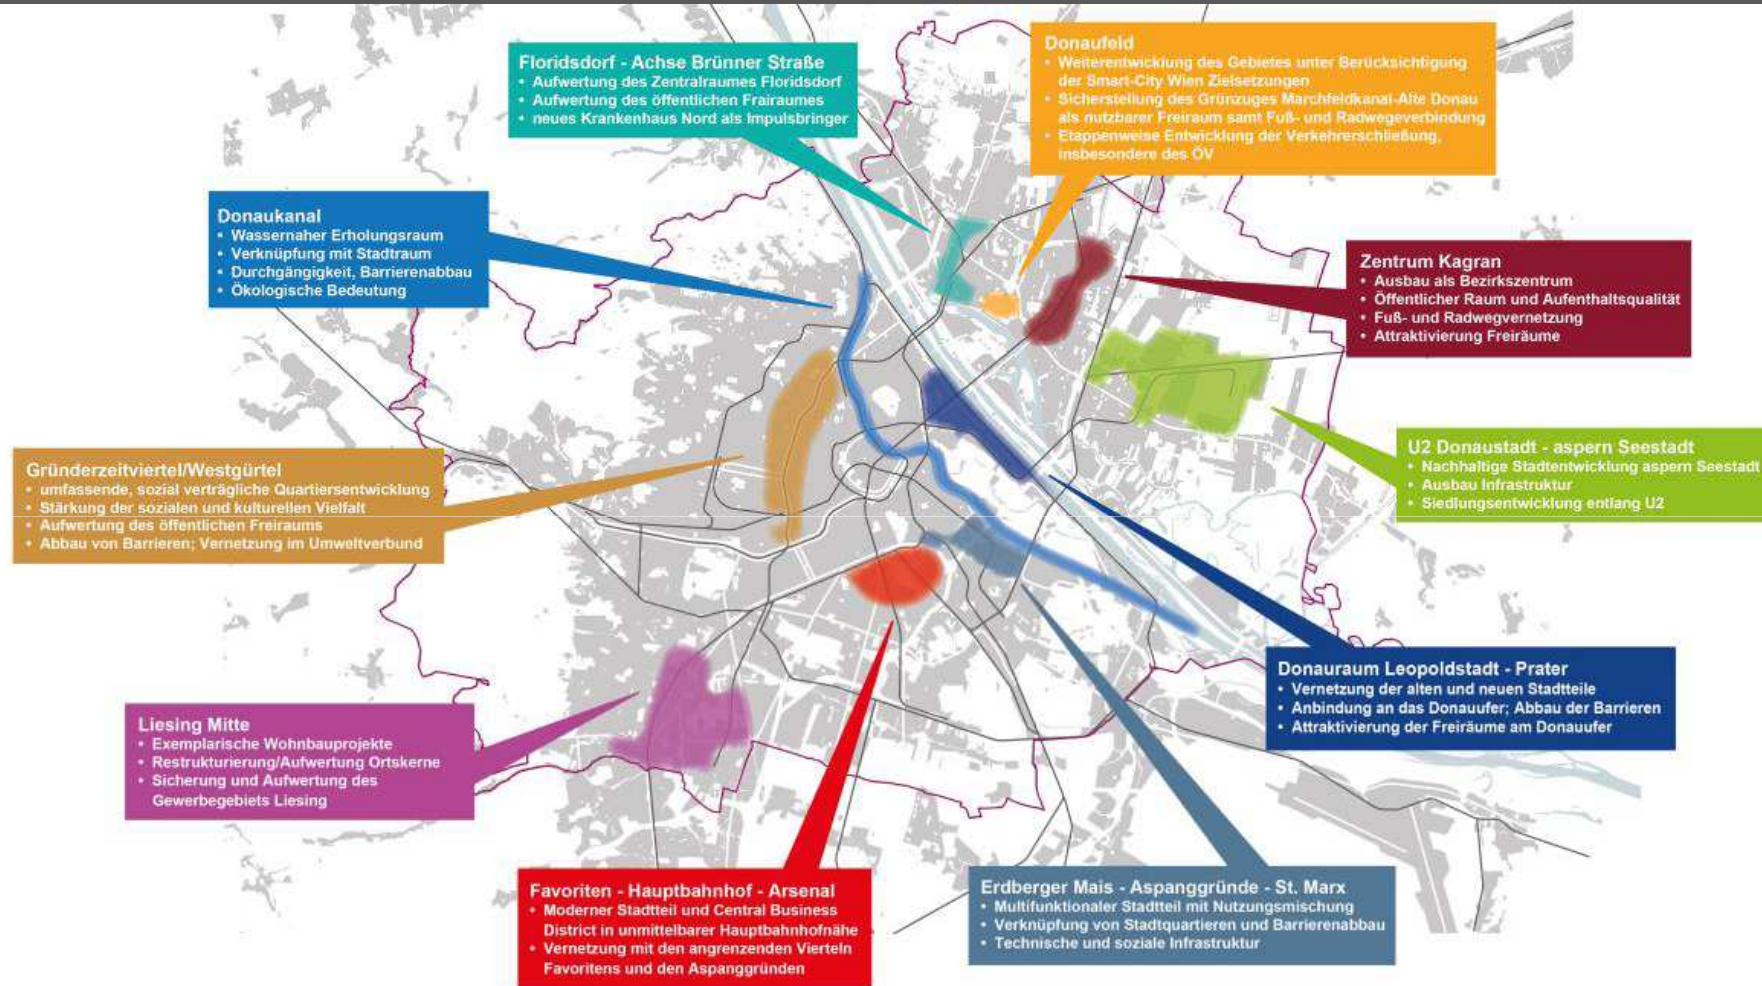 Floridsdorf - Achse Brünner Straße
• Aufwertung des Zentralraumes Floridsdorf
• Aufwertung des öffentlichen Frairaumes
• neues Krankenhaus Nord als Impulsbringer
Donaufeld
• Weiterentwicklung des Gebietes unter Berücksichtigung
der Smart-City Wien Zielsetzungen
• Sicherstellung des Grünzuges Marchfeldkanal-Alte Donau
als nutzbarer Freiraum samt Fuß- und Radwegeverbindung
• Etappenweise Entwicklung der Verkehrerschließung,
insbesondere des ÖV
Donaukanal
• Wassernaher Erholungsraum
• Verknüpfung mit Stadtraum
• Durchgängigkeit, Barrierenabbau
• Ökologische Bedeutung
Zentrum Kagran
• Ausbau als Bezirkszentrum
• Öffentlicher Raum und Aufenthaltsqualität
• Fuß- und Radwegvernetzung
• Attraktivierung Freiräume
Gründerzeitviertel/Westgürtel
• umfassende, sozial verträgliche Quartiersentwicklung
• Stärkung der sozialen und kulturellen Vielfalt
• Aufwertung des öffentlichen Freiraums
• Abbau von Barrieren; Vernetzung im Umweltverbund
U2 Donaustadt - aspern Seestadt
• Nachhaltige Stadtentwicklung aspern Seestadt
• Ausbau Infrastruktur
• Siedlungsentwicklung entlang U2
Donauraum Leopoldstadt - Prater
• Vernetzung der alten und neuen Stadtteile
• Anbindung an das Donauufer; Abbau der Barrieren
• Attraktivierung der Freiräume am Donauufer
Liesing Mitte
• Exemplarische Wohnbauprojekte
• Restrukturierung/Aufwertung Ortskerne
• Sicherung und Aufwertung des
Gewerbegebiets Liesing
Favoriten - Hauptbahnhof - Arsenal
• Moderner Stadtteil und Central Business
District in unmittelbarer Hauptbahnhofnähe
• Vernetzung mit den angrenzenden Vierteln
Favoritens und den Aspanggründen
Erdberger Mais - Aspanggründe - St. Marx
• Multifunktionaler Stadtteil mit Nutzungsmischung
• Verknüpfung von Stadtquartieren und Barrierenabbau
• Technische und soziale Infrastruktur